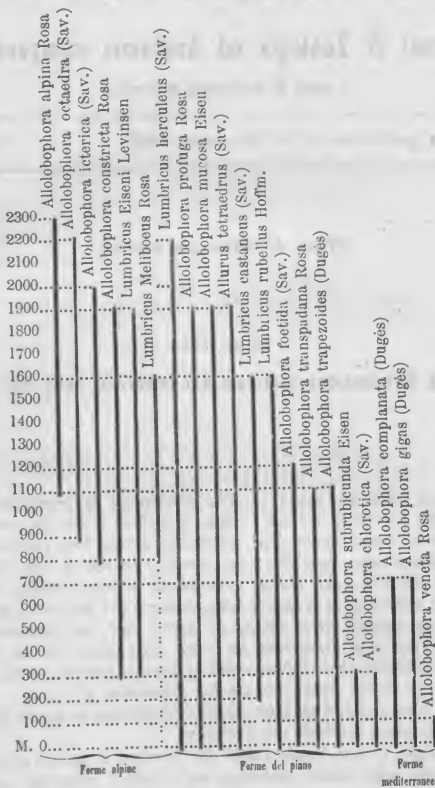 Allolobophora alpina Rosa
Allolobophora octaedra (Sav.)
Allolobophora icterica (Sav.)
Allolobophora constricta Rosa
Lumbricus Eiseni Levinsen
Lumbricus Meliboeus Rosa
Lumbricus herculeus (Sav.)
Allolobophora profuga Rosa
Allolobophora mucosa Eisen
Allurus tetraedrus (Sav.)
Lumbricus castaneus (Sav.)
Lumbricus rubellus Hoffm.
Allolobophora foetida (Sav.)
Allolobophora transpadana Rosa
Allolobophora trapezoides (Dugès)
Allolobophora subrubicunda Eisen
Allolobophora chlorotica (Sav.)
Allolobophora complanata (Dugès)
Allolobophora gigas (Dugès)
Allolobophora veneta Rosa
2300
2200
2100
2000
1900
1800
1700
1600
1500
1400
1300
1200
1100
1000
900
800
700
600
500
400
300
200
100
M. 0
Forme alpine
Forme del piano
Forme
mediterranee